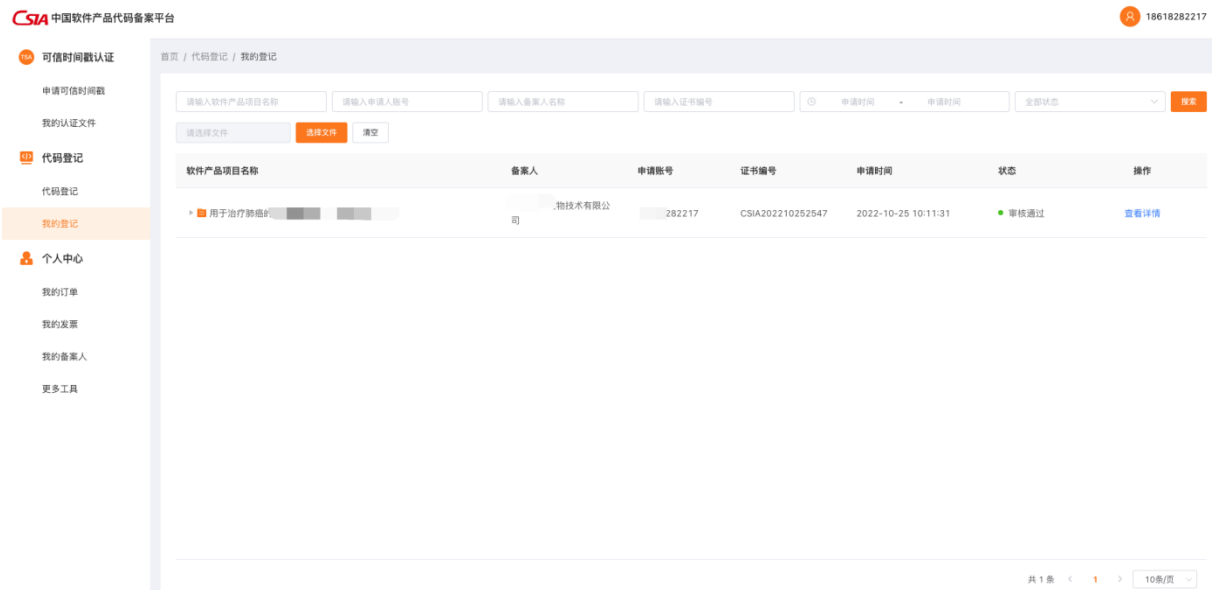 CSIA 中国软件产品代码备案平台
18618282217
TSA 可信时间戳认证
申请可信时间戳
我的认证文件
代码登记
代码登记
我的登记
个人中心
我的订单
我的发票
我的备案人
更多工具
首页 / 代码登记 / 我的登记
请输入软件产品项目名称 请输入申请人账号 请输入备案人名称 请输入证书编号 申请时间 - 申请时间 全部状态 搜索
请选择文件 选择文件 清空
软件产品项目名称 备案人 申请账号 证书编号 申请时间 状态 操作
用于治疗肺癌的 物技术有限公司 282217 CSIA202210252547 2022-10-25 10:11:31 审核通过 查看详情
共 1 条 < 1 > 10条/页